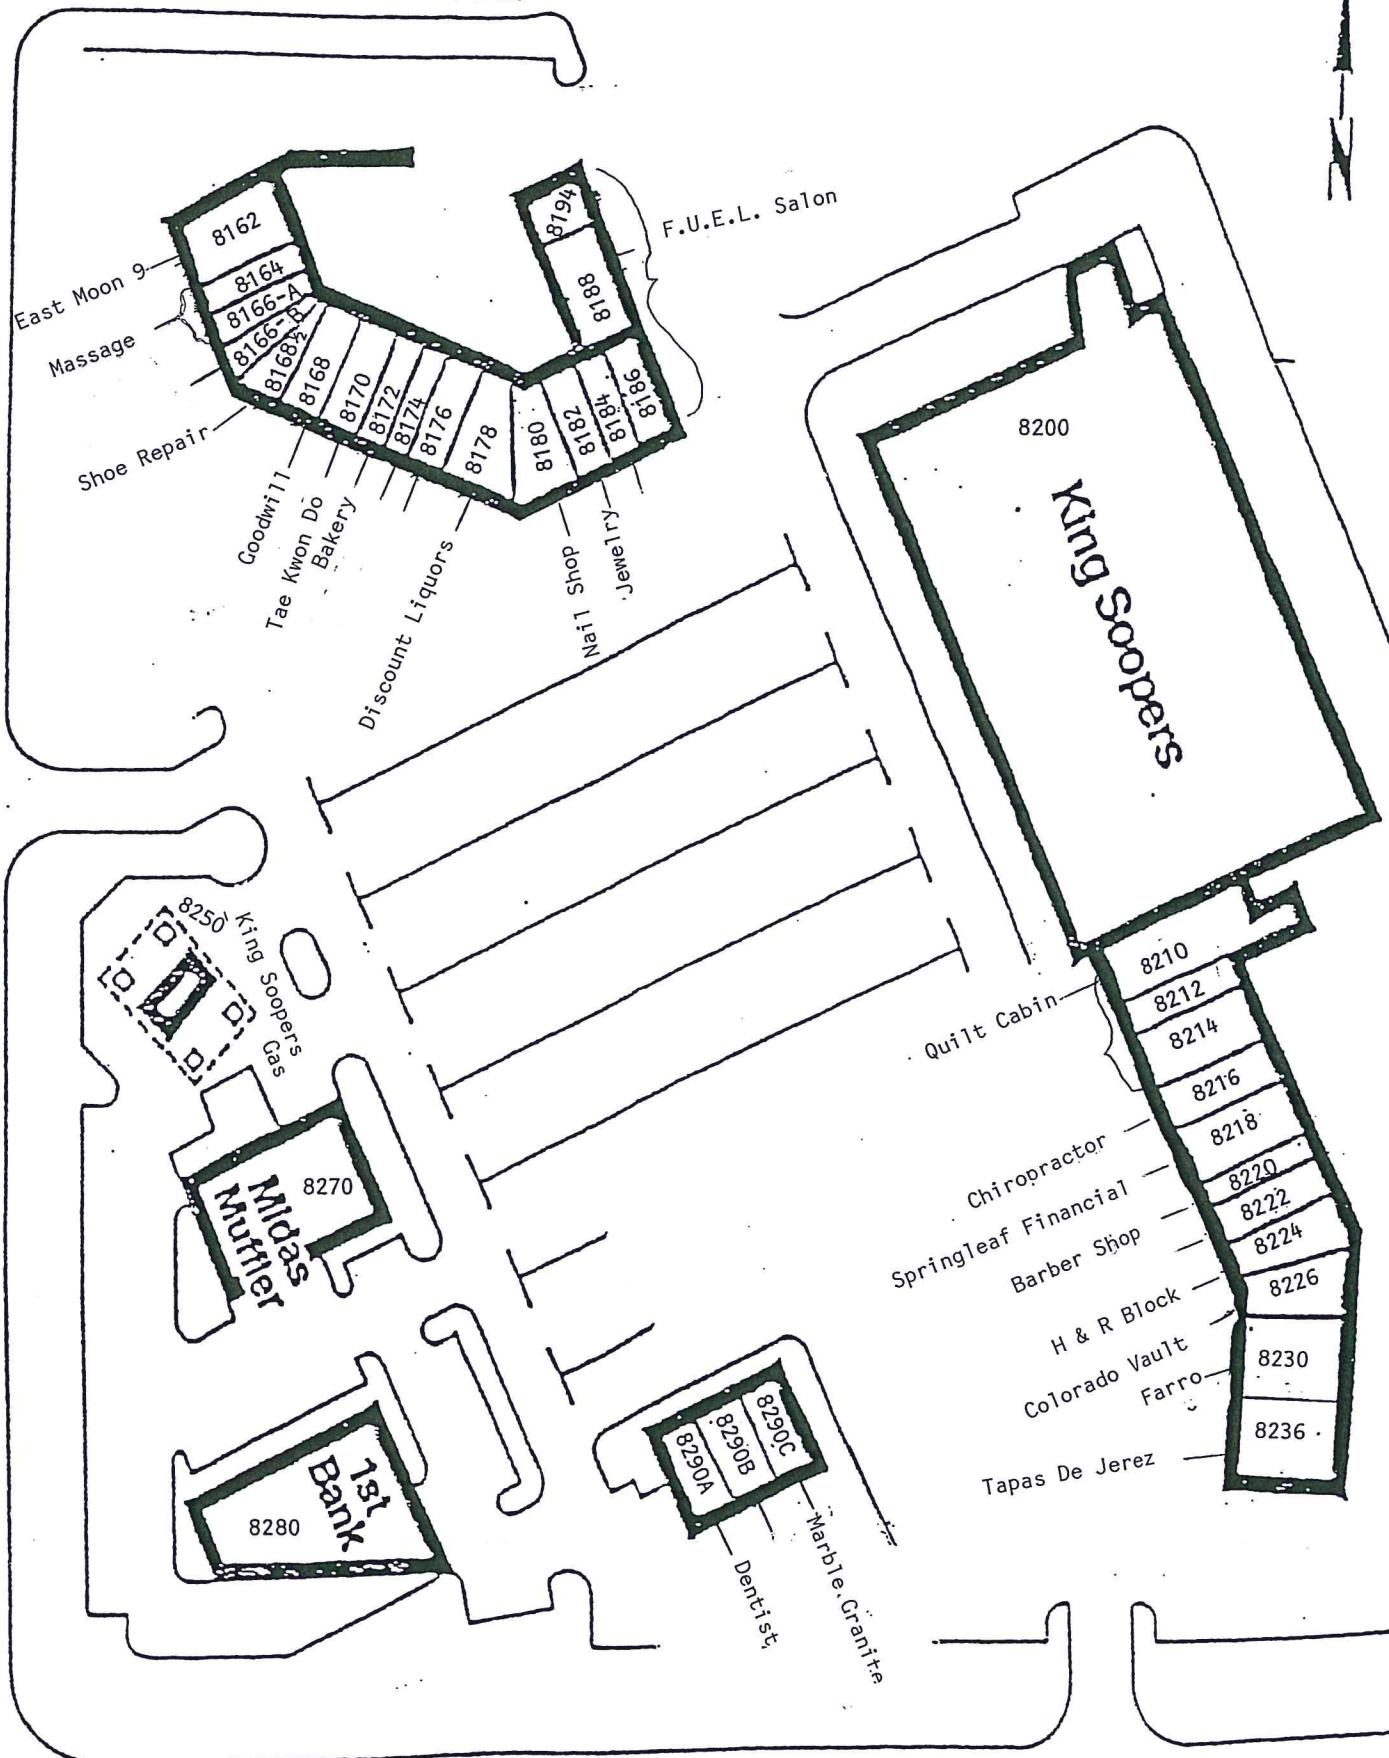 N
8162
8164
8166-A
8166-B
8168½
8168
8170
8172
8174
8176
8178
8180
8182
8184
8186
8188
8194
East Moon 9
Massage
Shoe Repair
Goodwill
Tae Kwon Do
Bakery
Discount Liquors
Nail Shop
Jewelry
F.U.E.L. Salon
8200
King Soopers
8250
King Soopers
Gas
8270
Midas
Muffler
8280
1st
Bank
8290A
8290B
8290C
Dentist
Marble Granite
8210
8212
8214
8216
8218
8220
8222
8224
8226
8230
8236
Quilt Cabin
Chiropractor
Springleaf Financial
Barber Shop
H & R Block
Colorado Vault
Farro
Tapas De Jerez